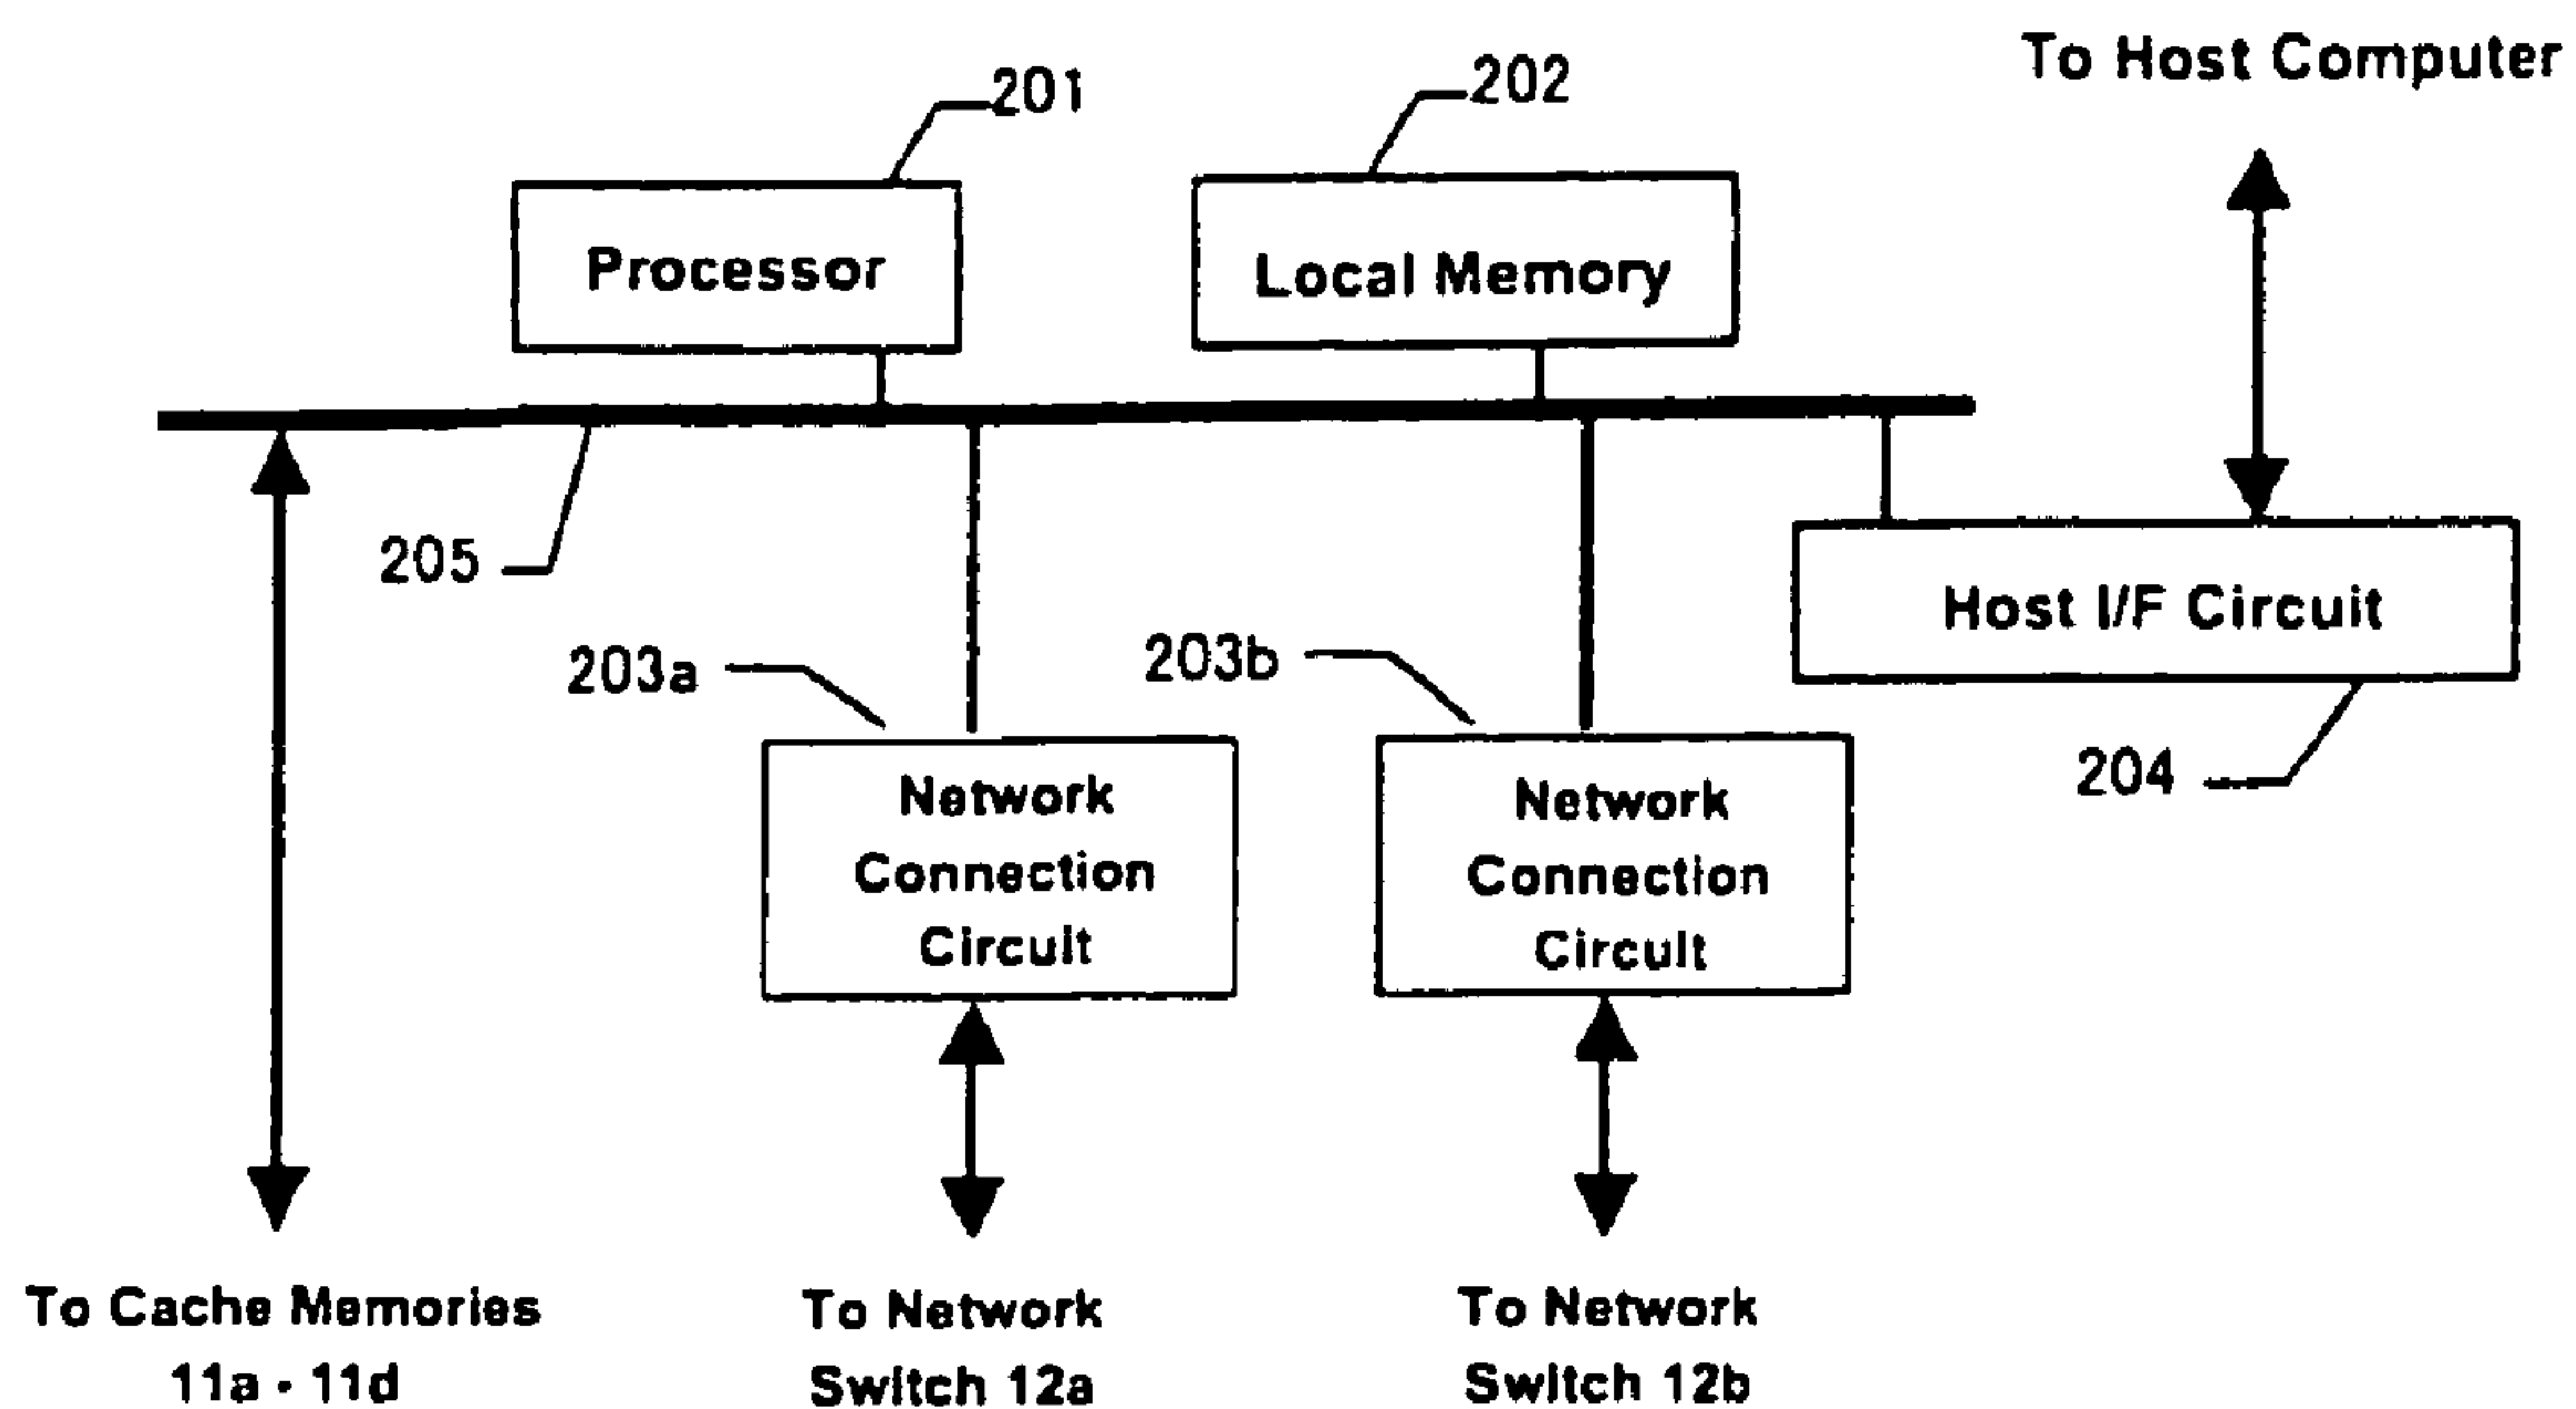 To Host Computer
201
202
Processor
Local Memory
205
Host I/F Circuit
203a
203b
204
Network
Connection
Circuit
Network
Connection
Circuit
To Cache Memories
11a - 11d
To Network
Switch 12a
To Network
Switch 12b